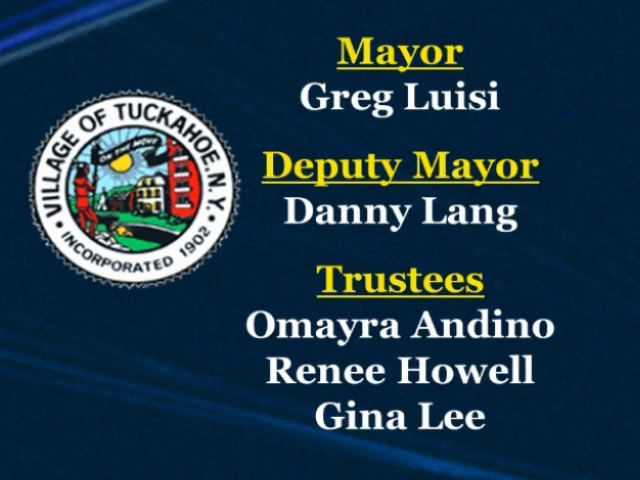 Mayor
Greg Luisi
VILLAGE OF TUCKAHOE, N.Y.
ON THE MOVE
INCORPORATED 1902
Deputy Mayor
Danny Lang
Trustees
Omayra Andino
Renee Howell
Gina Lee